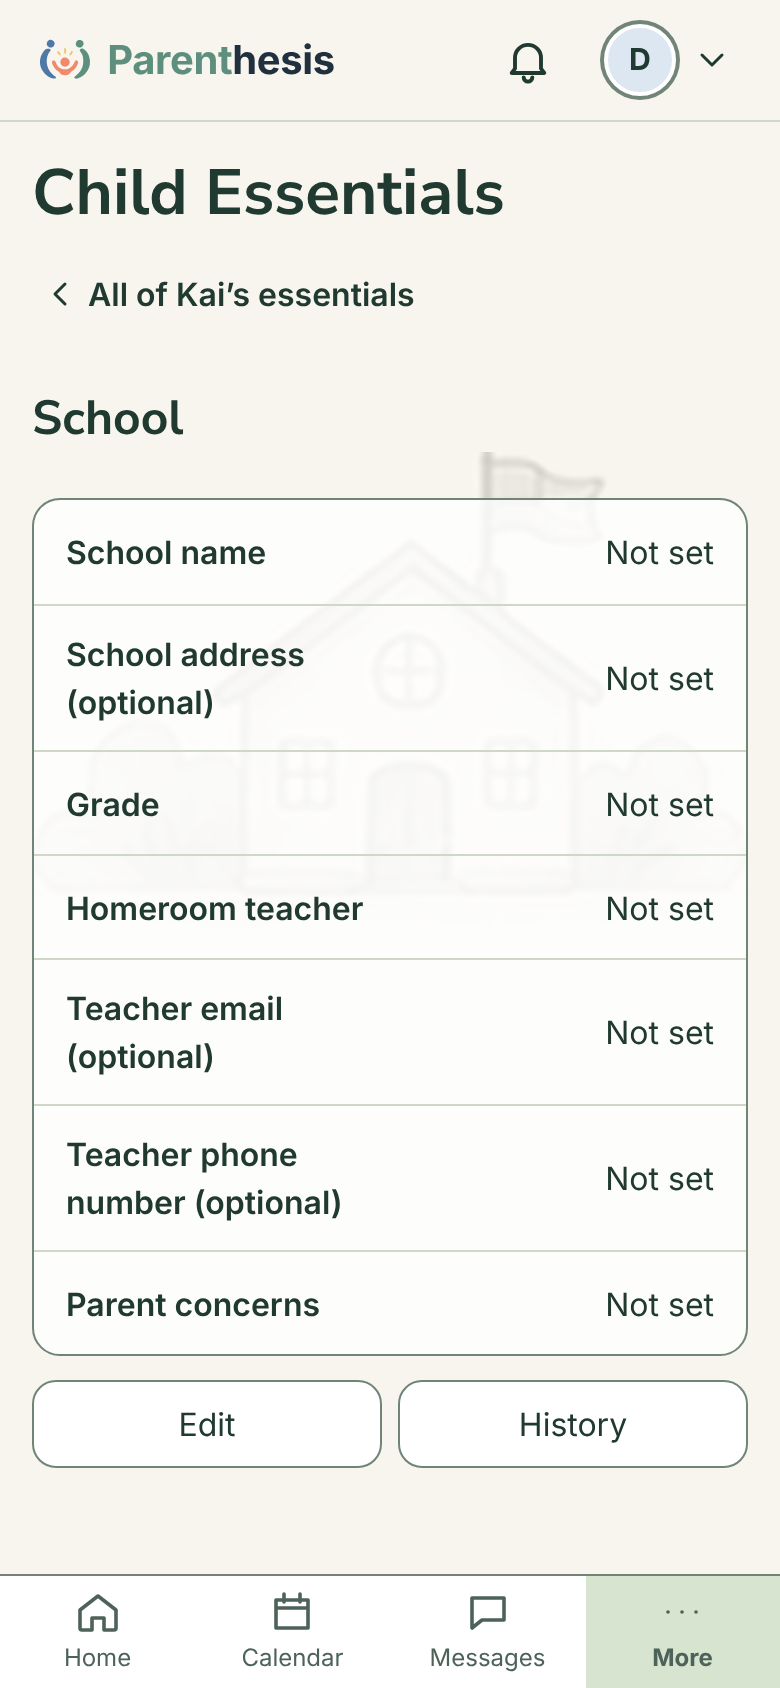 Parenthesis
D
Child Essentials
All of Kai’s essentials
School
School name Not set
School address
(optional)
Not set
Grade Not set
Homeroom teacher Not set
Teacher email
(optional)
Not set
Teacher phone
number (optional)
Not set
Parent concerns Not set
Edit History
Home Calendar Messages More